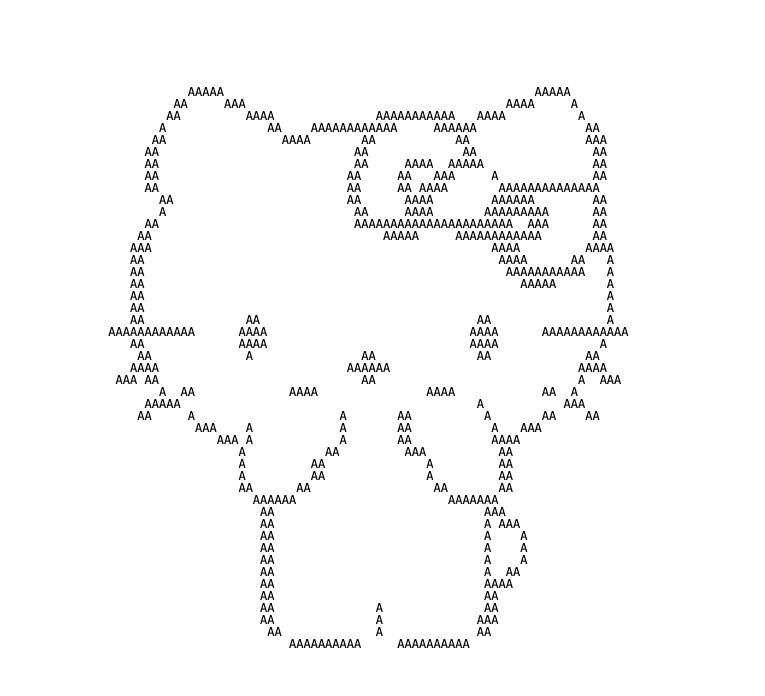 AAAAA                                           AAAAA
         AA     AAA                                    AAAA     A
        AA         AAAA              AAAAAAAAAAA   AAAA          A
       A              AA    AAAAAAAAAAAA     AAAAAA               AA
      AA                AAAA       AA           AA                AAA
     AA                           AA             AA                AA
     AA                           AA     AAAA  AAAAA               AA
     AA                          AA     AA   AAA     A             AA
     AA                          AA     AA AAAA       AAAAAAAAAAAAAA
       AA                        AA      AAAA        AAAAAA        AA
       A                          AA     AAAA       AAAAAAAAA      AA
     AA                           AAAAAAAAAAAAAAAAAAAAAA  AAA      AA
    AA                                AAAAA     AAAAAAAAAAAA       AA
   AAA                                               AAAA         AAAA
   AA                                                 AAAA      AA   A
   AA                                                  AAAAAAAAAAA   A
   AA                                                    AAAAA       A
   AA                                                                A
   AA                                                                A
   AA              AA                              AA                A
AAAAAAAAAAAA      AAAA                            AAAA      AAAAAAAAAAAA
   AA             AAAA                            AAAA              A
    AA             A               AA              AA             AA
   AAAA                          AAAAAA                          AAAA
 AAA AA                            AA                            A  AAA
       A  AA             AAAA               AAAA            AA  A
     AAAAA                                         A           AAA
    AA     A                    A       AA          A       AA    AA
            AAA    A            A       AA           A   AAA
               AAA A            A       AA           AAAA
                  A           AA         AAA          AA
                  A         AA              A         AA
                  A         AA              A         AA
                  AA      AA                 AA       AA
                    AAAAAA                     AAAAAAA
                     AA                             AAA
                     AA                             A AAA
                     AA                             A    A
                     AA                             A    A
                     AA                             A    A
                     AA                             A  AA
                     AA                             AAAA
                     AA                             AA
                     AA              A              AA
                     AA              A             AAA
                      AA             A             AA
                         AAAAAAAAAA     AAAAAAAAAA